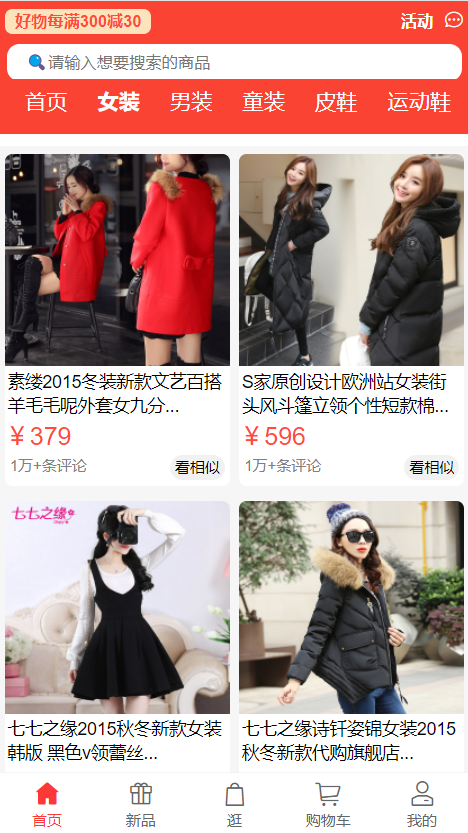 好物每满300减30
活动
请输入想要搜索的商品
首页 女装 男装 童装 皮鞋 运动鞋
素缕2015冬装新款文艺百搭
羊毛毛呢外套女九分...
￥379
1万+条评论
看相似
S家原创设计欧洲站女装街
头风斗篷立领个性短款棉...
￥596
1万+条评论
看相似
七七之缘
七七之缘2015秋冬新款女装
韩版 黑色v领蕾丝...
七七之缘诗钎姿锦女装2015
秋冬新款代购旗舰店...
首页 新品 逛 购物车 我的